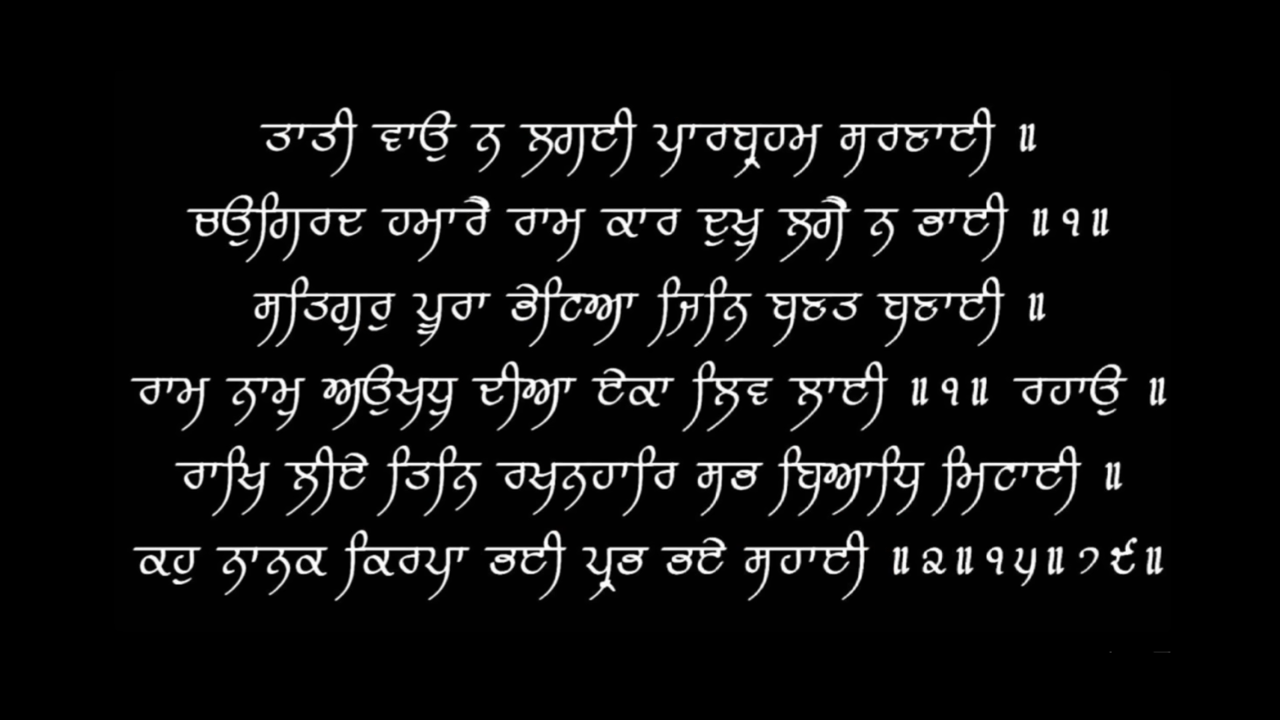 ਤਾਤੀ ਵਾਉ ਨ ਲਗਈ ਪਾਰਬ੍ਰਹਮ ਸਰਣਾਈ ॥
ਚਉਗਿਰਦ ਹਮਾਰੈ ਰਾਮ ਕਾਰ ਦੁਖੁ ਲਗੈ ਨ ਭਾਈ ॥੧॥
ਸਤਿਗੁਰੁ ਪੂਰਾ ਭੇਟਿਆ ਜਿਨਿ ਬਣਤ ਬਣਾਈ ॥
ਰਾਮ ਨਾਮੁ ਅਉਖਧੁ ਦੀਆ ਏਕਾ ਲਿਵ ਲਾਈ ॥੧॥ ਰਹਾਉ ॥
ਰਾਖਿ ਲੀਏ ਤਿਨਿ ਰਖਨਹਾਰਿ ਸਭ ਬਿਆਧਿ ਮਿਟਾਈ ॥
ਕਹੁ ਨਾਨਕ ਕਿਰਪਾ ਭਈ ਪ੍ਰਭ ਭਏ ਸਹਾਈ ॥੨॥੧੫॥੭੯॥